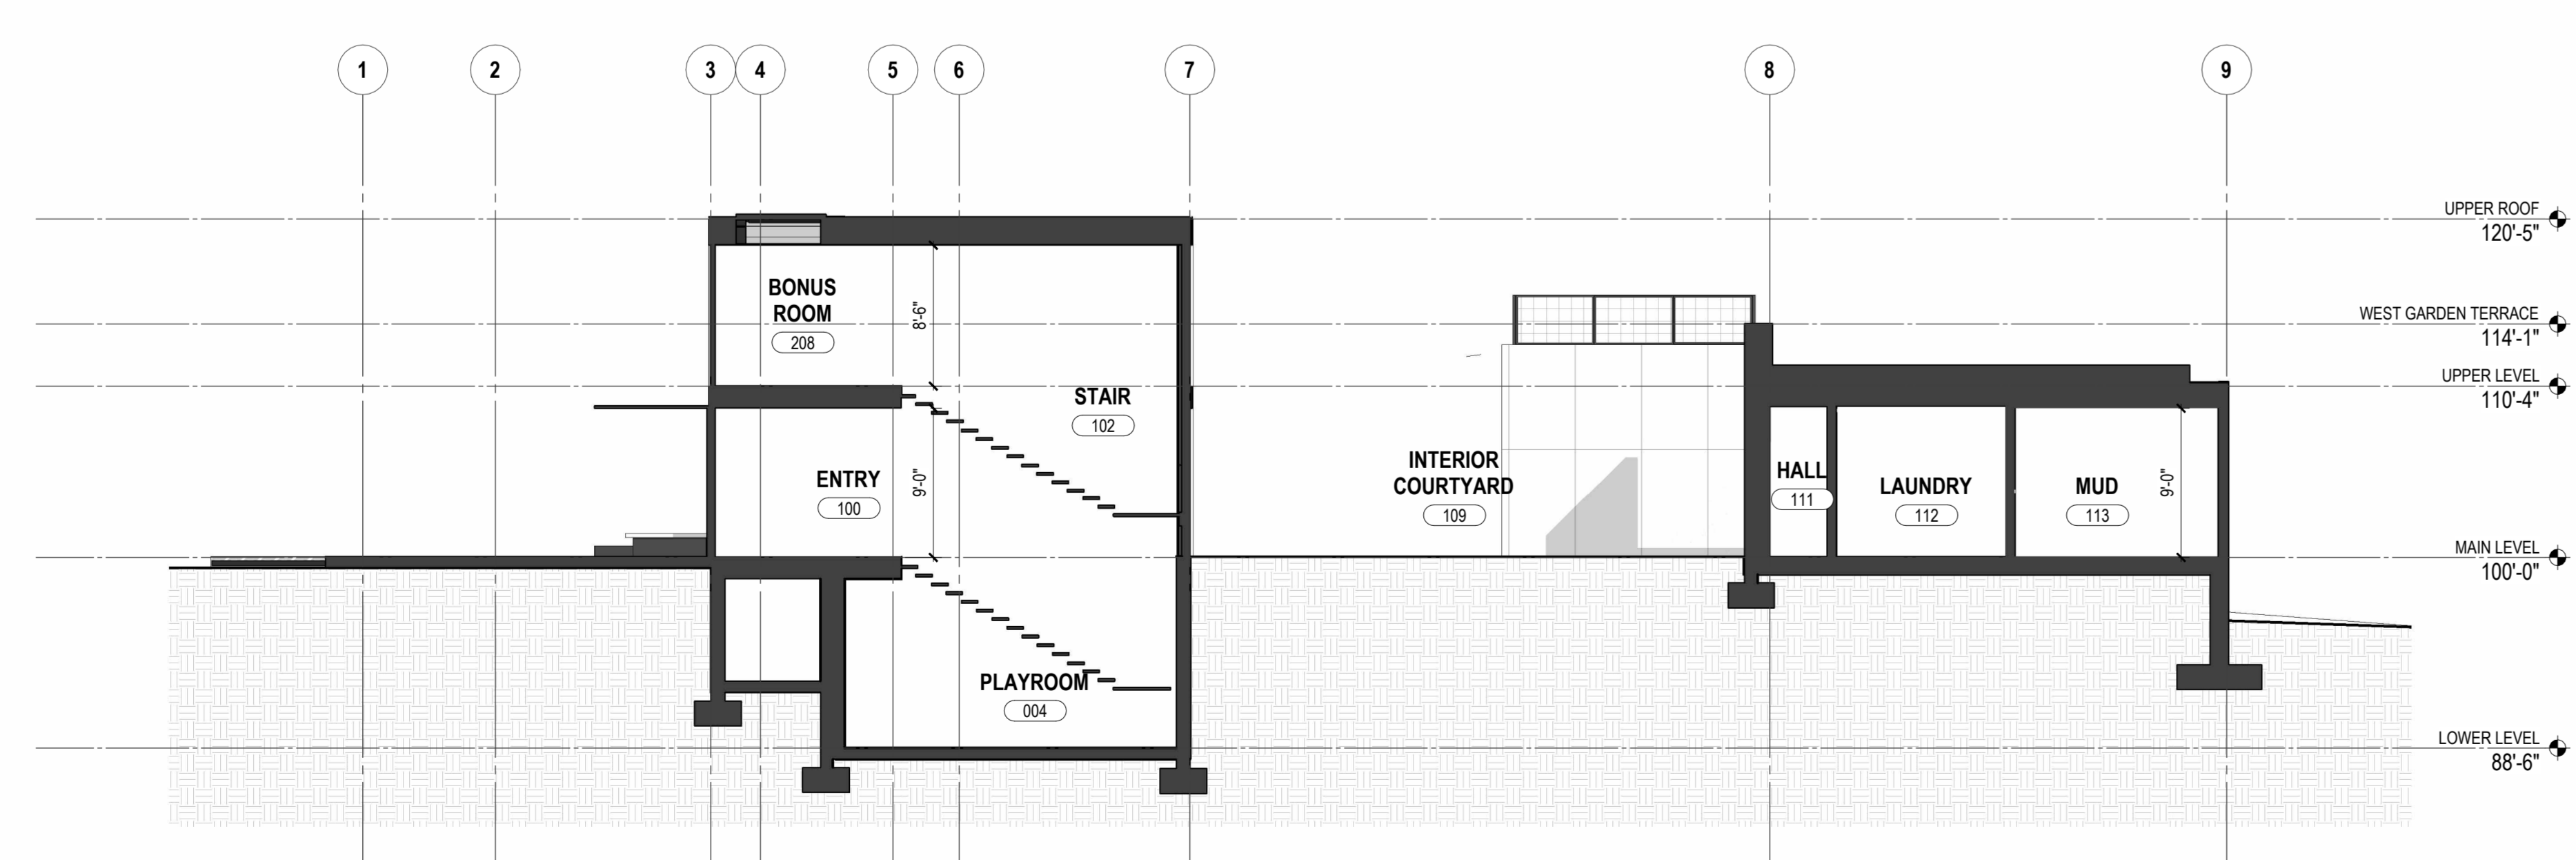 1
2
3
4
5
6
7
8
9
UPPER ROOF
120'-5"
BONUS
ROOM
208
8'-6"
WEST GARDEN TERRACE
114'-1"
UPPER LEVEL
110'-4"
STAIR
102
ENTRY
100
9'-0"
INTERIOR
COURTYARD
109
HALL
111
LAUNDRY
112
MUD
113
9'-0"
MAIN LEVEL
100'-0"
PLAYROOM
004
LOWER LEVEL
88'-6"